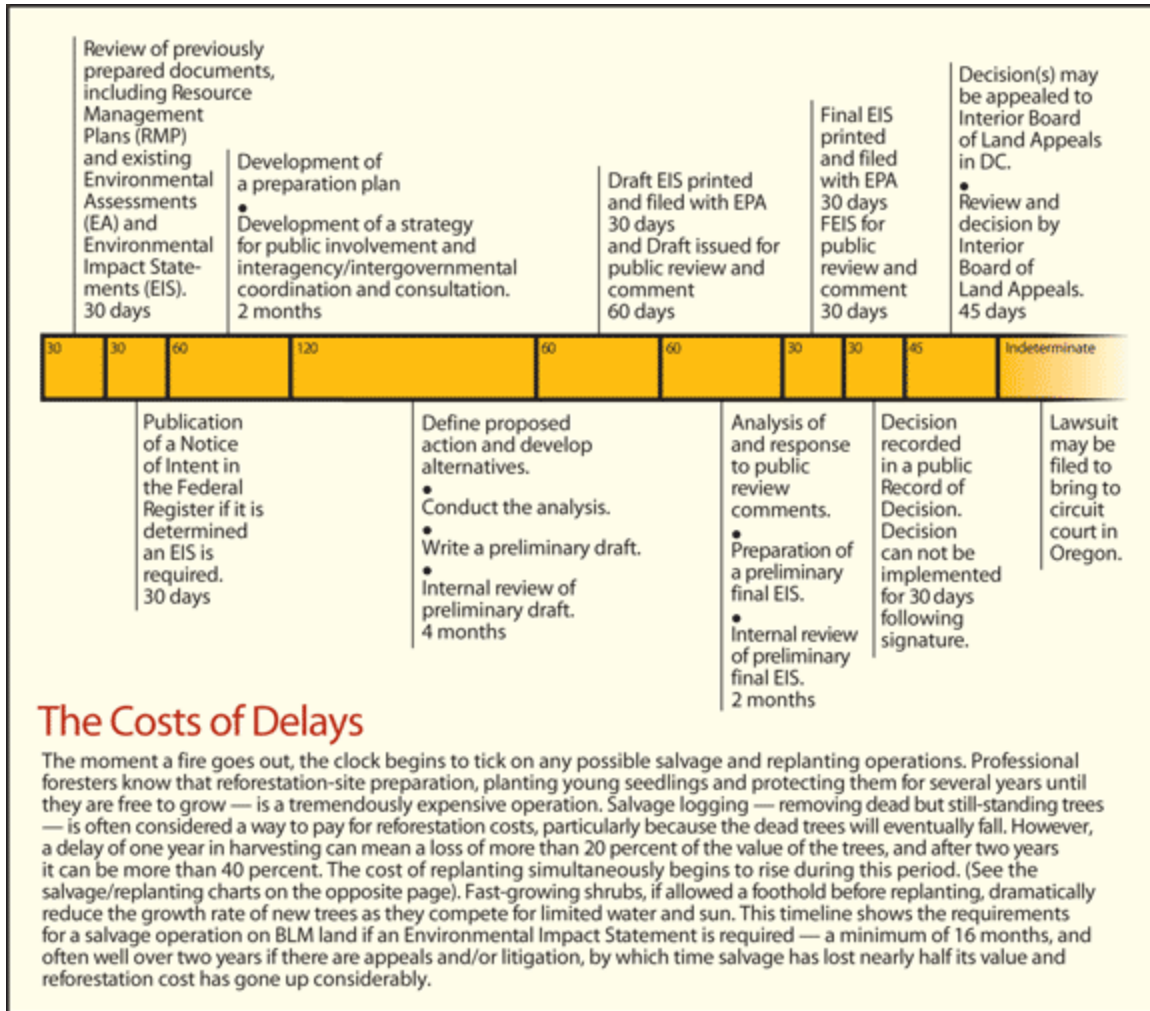 Review of previously
prepared documents,
including Resource
Management
Plans (RMP)
and existing
Environmental
Assessments
(EA) and
Environmental
Impact State-
ments (EIS).
30 days
Development of
a preparation plan
•
Development of a strategy
for public involvement and
interagency/intergovernmental
coordination and consultation.
2 months
Draft EIS printed
and filed with EPA
30 days
and Draft issued for
public review and
comment
60 days
Final EIS
printed
and filed
with EPA
30 days
FEIS for
public
review and
comment
30 days
Decision(s) may
be appealed to
Interior Board
of Land Appeals
in DC.
•
Review and
decision by
Interior
Board of
Land Appeals.
45 days
30 30 60 120 60 60 30 30 45 Indeterminate
Publication
of a Notice
of Intent in
the Federal
Register if it is
determined
an EIS is
required.
30 days
Define proposed
action and develop
alternatives.
•
Conduct the analysis.
•
Write a preliminary draft.
•
Internal review of
preliminary draft.
4 months
Analysis of
and response
to public
review
comments.
•
Preparation of
a preliminary
final EIS.
•
Internal review
of preliminary
final EIS.
2 months
Decision
recorded
in a public
Record of
Decision.
Decision
can not be
implemented
for 30 days
following
signature.
Lawsuit
may be
filed to
bring to
circuit
court in
Oregon.
The Costs of Delays
The moment a fire goes out, the clock begins to tick on any possible salvage and replanting operations. Professional
foresters know that reforestation-site preparation, planting young seedlings and protecting them for several years until
they are free to grow — is a tremendously expensive operation. Salvage logging — removing dead but still-standing trees
— is often considered a way to pay for reforestation costs, particularly because the dead trees will eventually fall. However,
a delay of one year in harvesting can mean a loss of more than 20 percent of the value of the trees, and after two years
it can be more than 40 percent. The cost of replanting simultaneously begins to rise during this period. (See the
salvage/replanting charts on the opposite page). Fast-growing shrubs, if allowed a foothold before replanting, dramatically
reduce the growth rate of new trees as they compete for limited water and sun. This timeline shows the requirements
for a salvage operation on BLM land if an Environmental Impact Statement is required — a minimum of 16 months, and
often well over two years if there are appeals and/or litigation, by which time salvage has lost nearly half its value and
reforestation cost has gone up considerably.